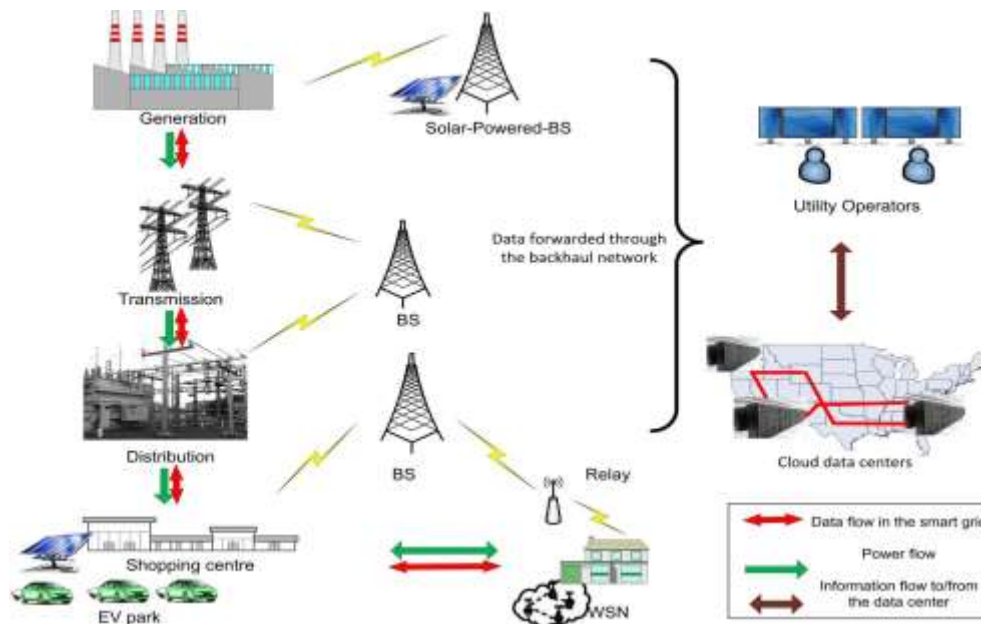 Generation
Solar-Powered-BS
Utility Operators
Data forwarded through
the backhaul network
Transmission
BS
Distribution
BS
Relay
Cloud data centers
Shopping centre
WSN
EV park
Data flow in the smart grid
Power flow
Information flow to/from
the data center